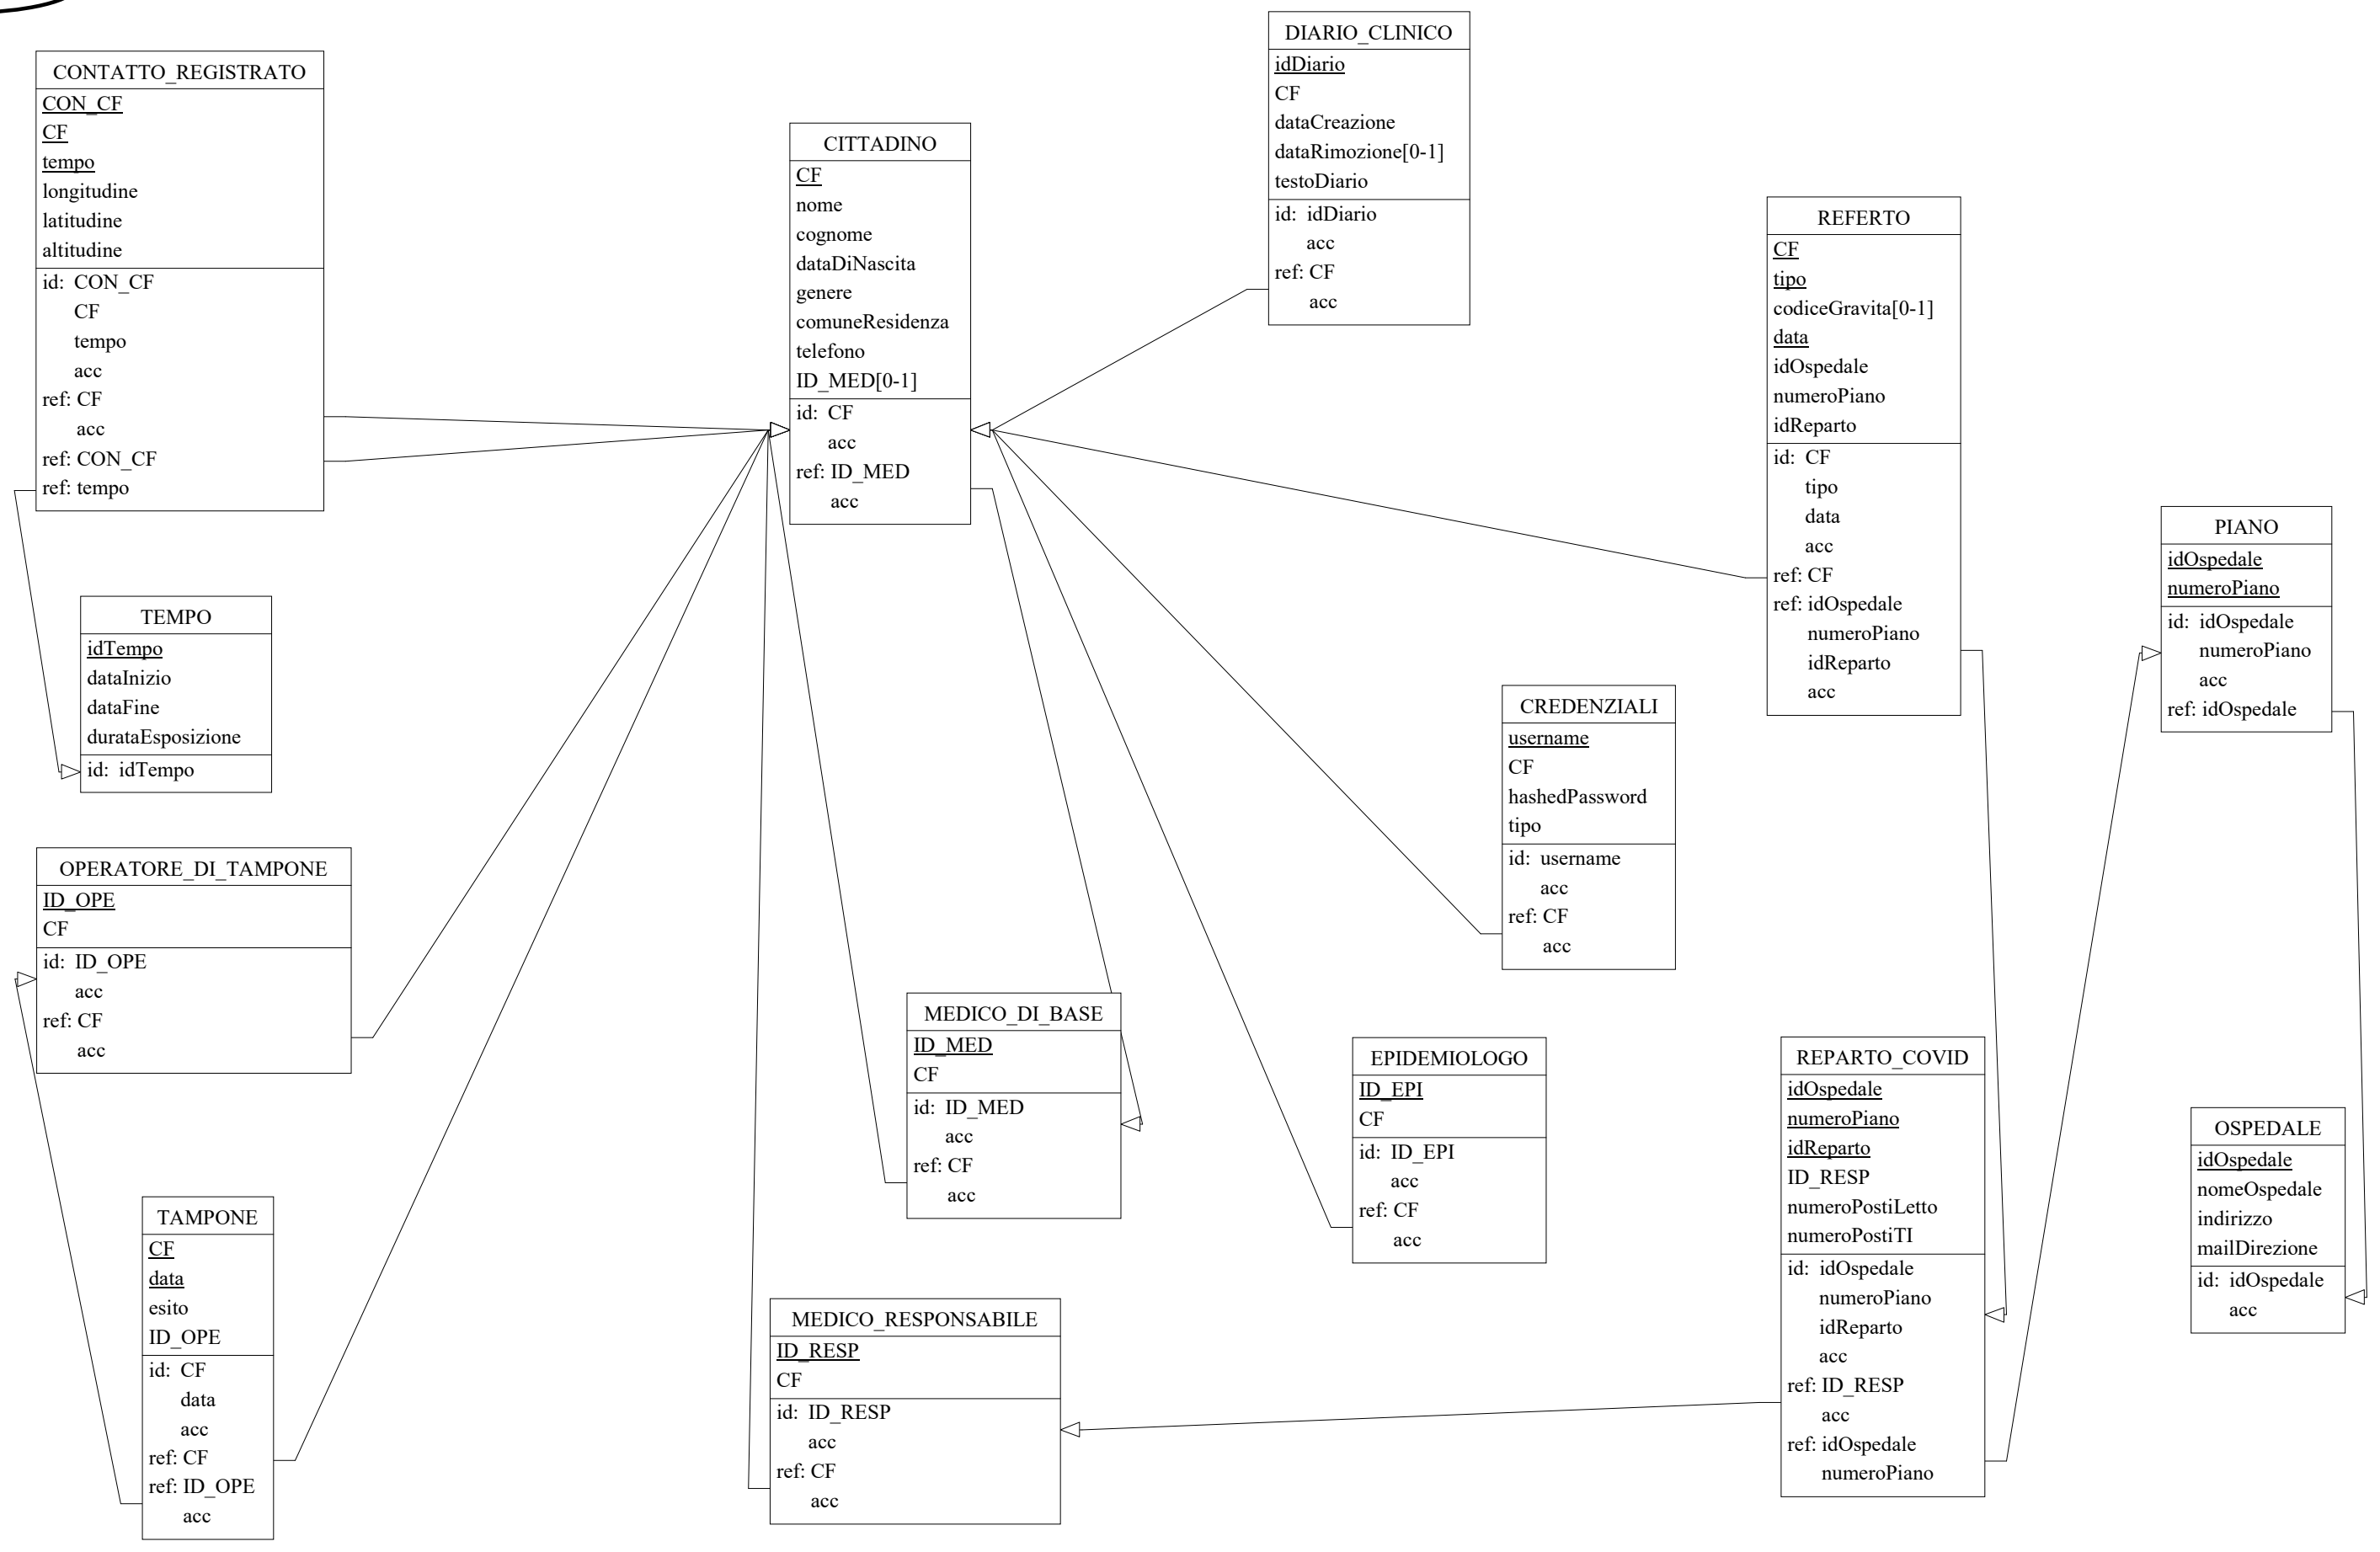 CONTATTO_REGISTRATO
CON_CF
CF
tempo
longitudine
latitudine
altitudine
id: CON_CF
CF
tempo
acc
ref: CF
acc
ref: CON_CF
ref: tempo
TEMPO
idTempo
dataInizio
dataFine
durataEsposizione
id: idTempo
OPERATORE_DI_TAMPONE
ID_OPE
CF
id: ID_OPE
acc
ref: CF
acc
TAMPONE
CF
data
esito
ID_OPE
id: CF
data
acc
ref: CF
ref: ID_OPE
acc
CITTADINO
CF
nome
cognome
dataDiNascita
genere
comuneResidenza
telefono
ID_MED[0-1]
id: CF
acc
ref: ID_MED
acc
MEDICO_DI_BASE
ID_MED
CF
id: ID_MED
acc
ref: CF
acc
MEDICO_RESPONSABILE
ID_RESP
CF
id: ID_RESP
acc
ref: CF
acc
DIARIO_CLINICO
idDiario
CF
dataCreazione
dataRimozione[0-1]
testoDiario
id: idDiario
acc
ref: CF
acc
CREDENZIALI
username
CF
hashedPassword
tipo
id: username
acc
ref: CF
acc
EPIDEMIOLOGO
ID_EPI
CF
id: ID_EPI
acc
ref: CF
acc
REFERTO
CF
tipo
codiceGravita[0-1]
data
idOspedale
numeroPiano
idReparto
id: CF
tipo
data
acc
ref: CF
ref: idOspedale
numeroPiano
idReparto
acc
REPARTO_COVID
idOspedale
numeroPiano
idReparto
ID_RESP
numeroPostiLetto
numeroPostiTI
id: idOspedale
numeroPiano
idReparto
acc
ref: ID_RESP
acc
ref: idOspedale
numeroPiano
PIANO
idOspedale
numeroPiano
id: idOspedale
numeroPiano
acc
ref: idOspedale
OSPEDALE
idOspedale
nomeOspedale
indirizzo
mailDirezione
id: idOspedale
acc